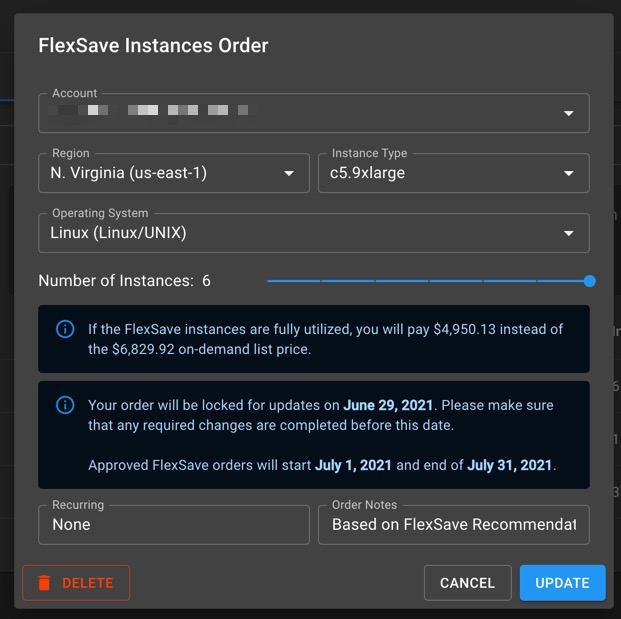 FlexSave Instances Order
Account
Region
N. Virginia (us-east-1)
Instance Type
c5.9xlarge
Operating System
Linux (Linux/UNIX)
Number of Instances: 6
If the FlexSave instances are fully utilized, you will pay $4,950.13 instead of
the $6,829.92 on-demand list price.
Your order will be locked for updates on June 29, 2021. Please make sure
that any required changes are completed before this date.
Approved FlexSave orders will start July 1, 2021 and end of July 31, 2021.
Recurring
None
Order Notes
Based on FlexSave Recommendat
DELETE
CANCEL
UPDATE